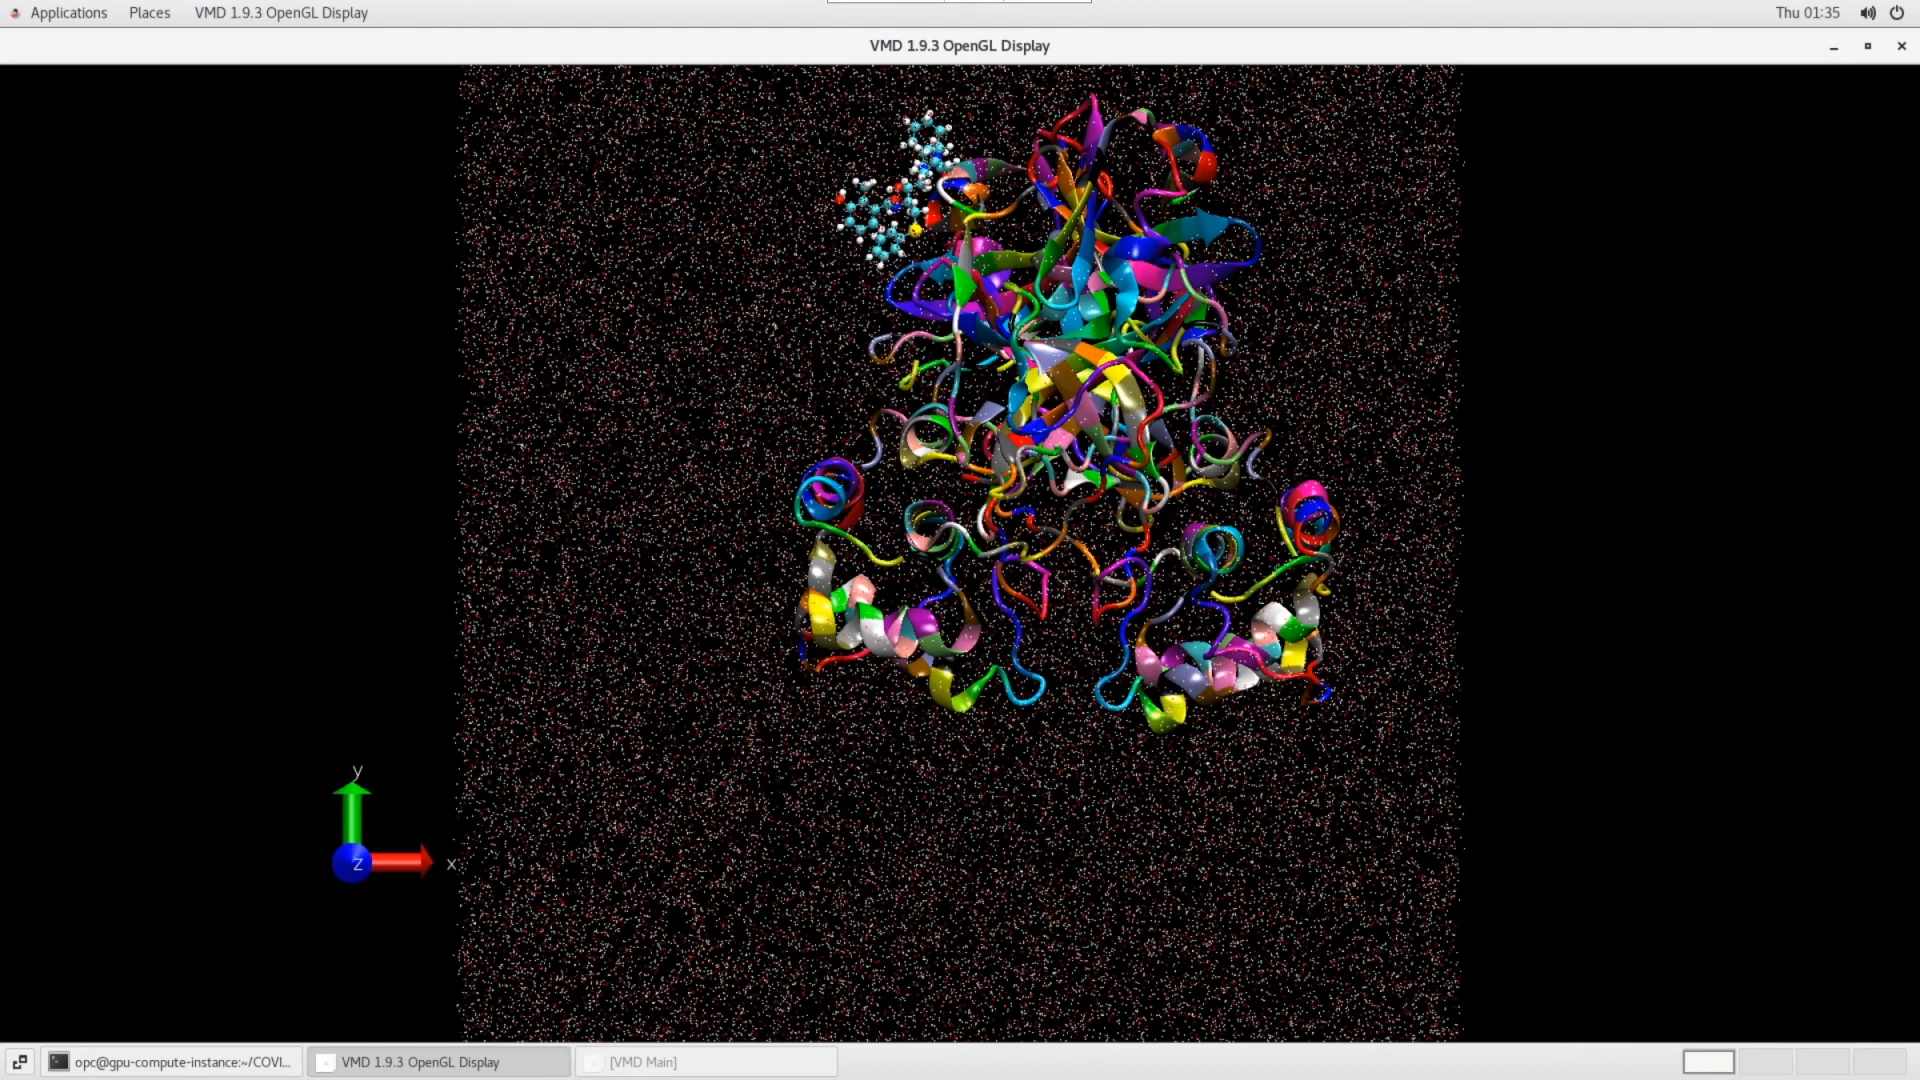 Applications Places VMD 1.9.3 OpenGL Display Thu 01:35
VMD 1.9.3 OpenGL Display
y
Z
x
opc@gpu-compute-instance:~/COVI... VMD 1.9.3 OpenGL Display [VMD Main]